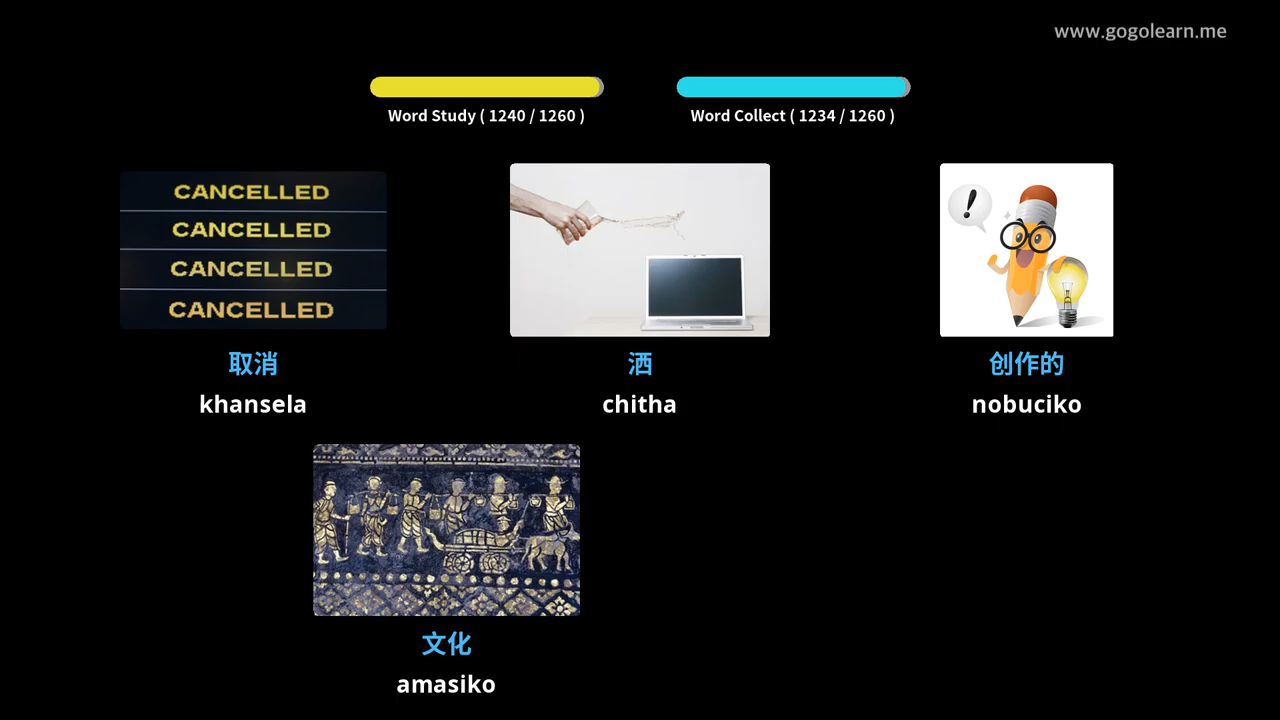 www.gogolearn.me
Word Study ( 1240 / 1260 )
Word Collect ( 1234 / 1260 )
CANCELLED
CANCELLED
CANCELLED
CANCELLED
!
取消
khansela
洒
chitha
创作的
nobuciko
文化
amasiko